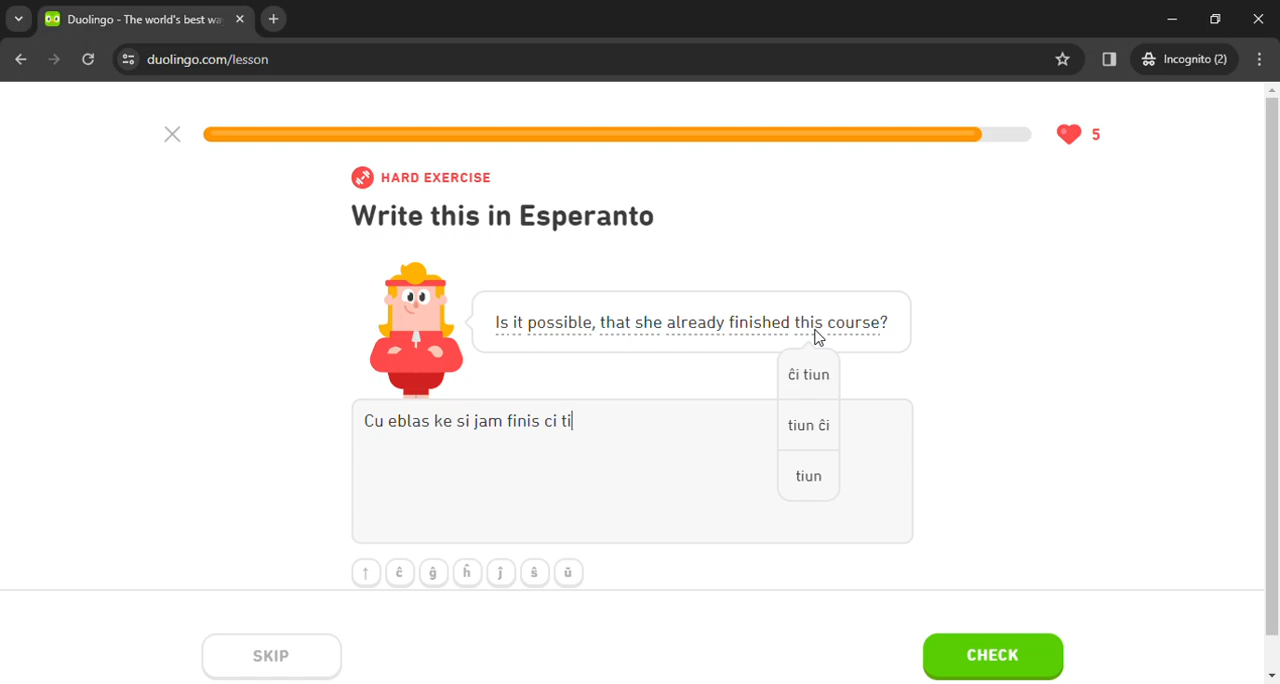 Duolingo - The world's best wa
duolingo.com/lesson
Incognito (2)
5
HARD EXERCISE
Write this in Esperanto
Is it possible, that she already finished this course?
ĉi tiun
tiun ĉi
tiun
Cu eblas ke si jam finis ci ti
↑ ĉ ĝ ĥ ĵ ŝ ŭ
SKIP
CHECK